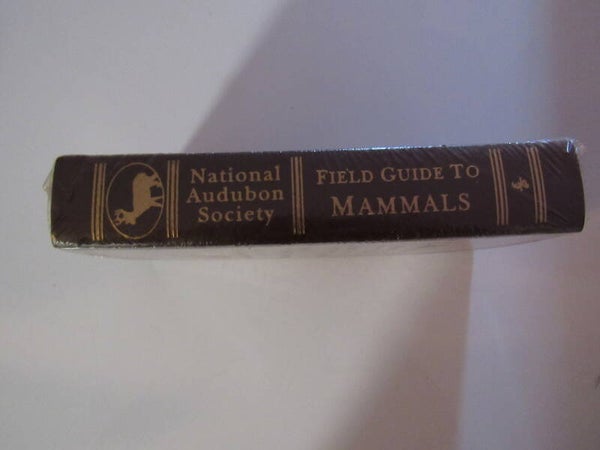 National
Audubon
Society
FIELD GUIDE TO
MAMMALS